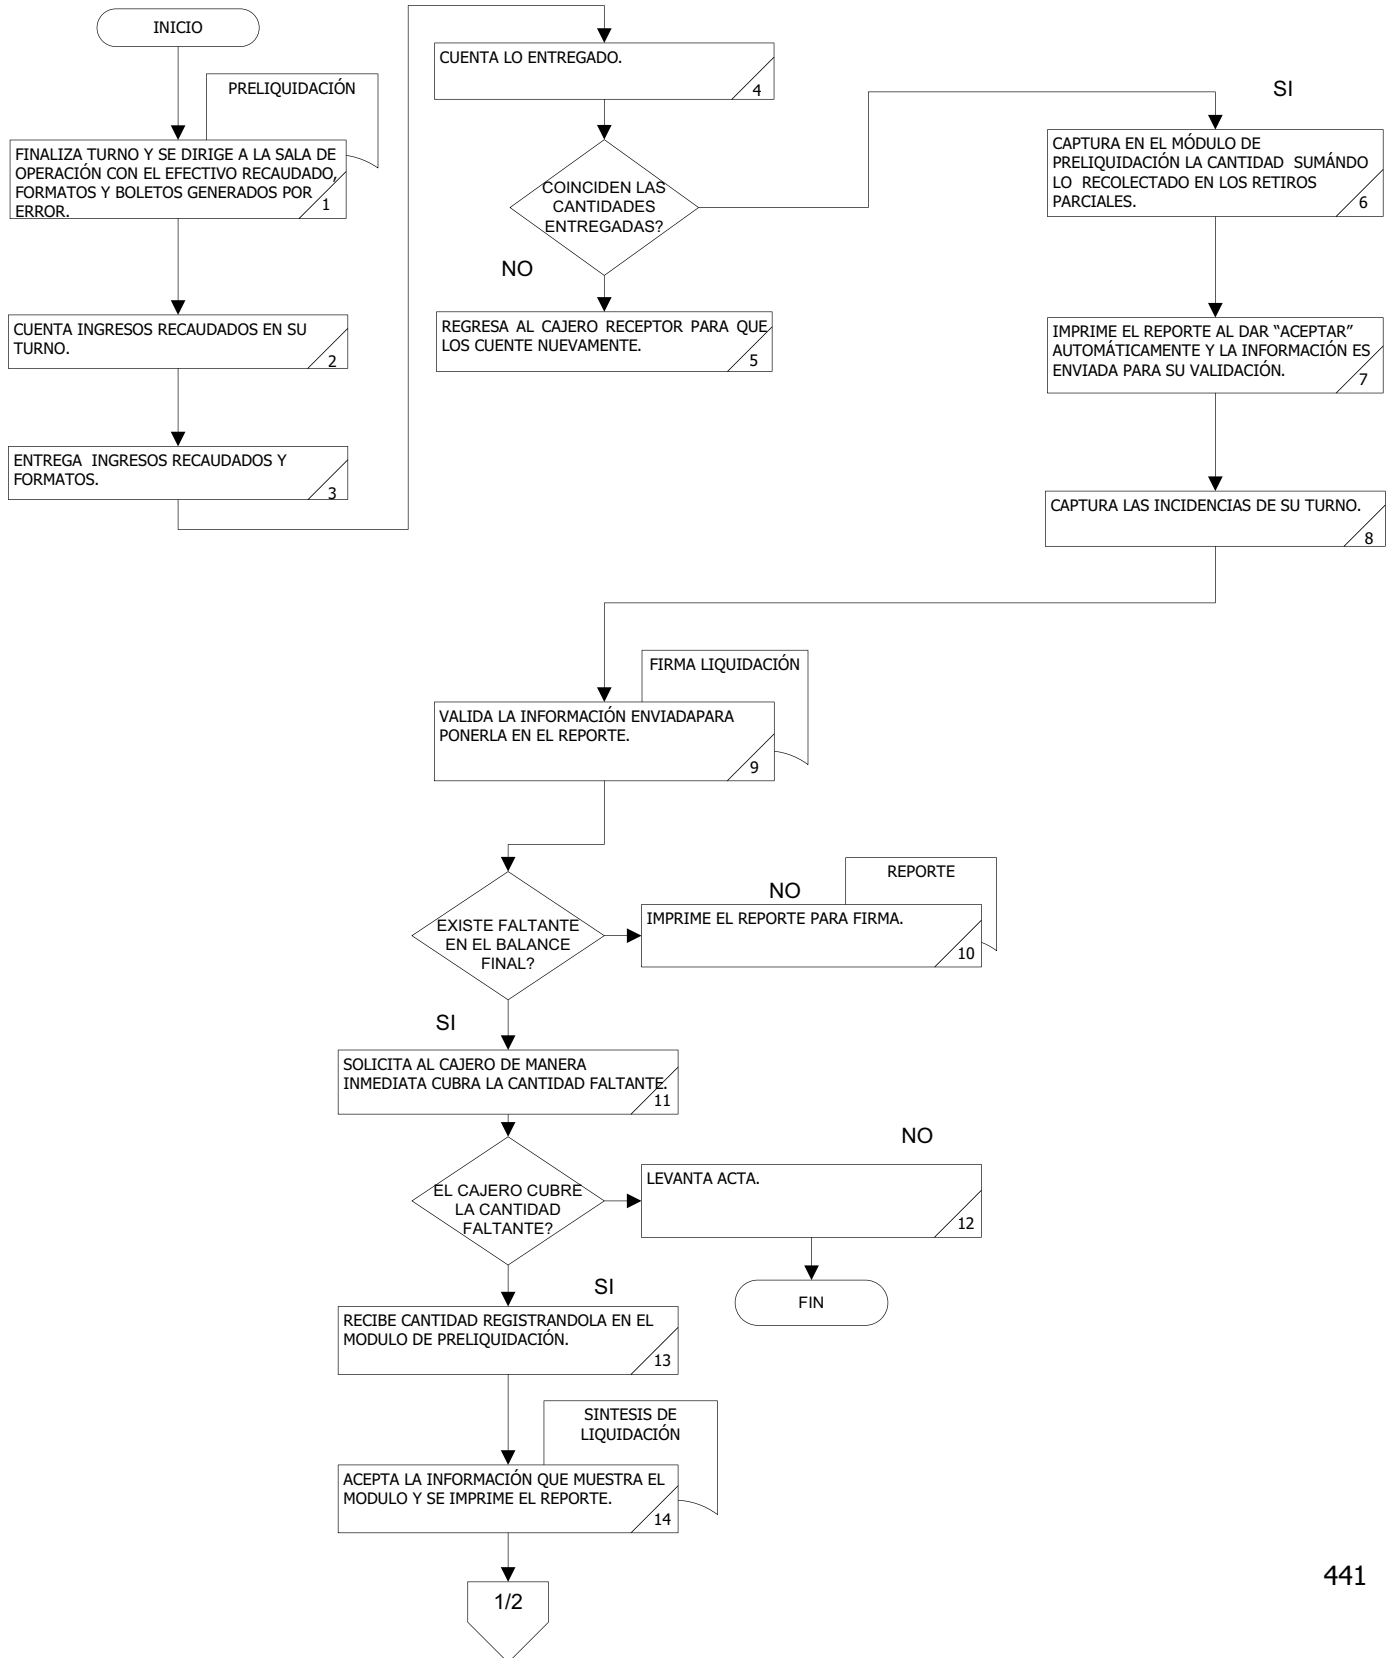 INICIO
PRELIQUIDACIÓN
FINALIZA TURNO Y SE DIRIGE A LA SALA DE
OPERACIÓN CON EL EFECTIVO RECAUDADO,
FORMATOS Y BOLETOS GENERADOS POR
ERROR.
1
CUENTA INGRESOS RECAUDADOS EN SU
TURNO.
2
ENTREGA INGRESOS RECAUDADOS Y
FORMATOS.
3
CUENTA LO ENTREGADO.
4
COINCIDEN LAS
CANTIDADES
ENTREGADAS?
NO
REGRESA AL CAJERO RECEPTOR PARA QUE
LOS CUENTE NUEVAMENTE.
5
SI
CAPTURA EN EL MÓDULO DE
PRELIQUIDACIÓN LA CANTIDAD SUMÁNDO
LO RECOLECTADO EN LOS RETIROS
PARCIALES.
6
IMPRIME EL REPORTE AL DAR “ACEPTAR”
AUTOMÁTICAMENTE Y LA INFORMACIÓN ES
ENVIADA PARA SU VALIDACIÓN.
7
CAPTURA LAS INCIDENCIAS DE SU TURNO.
8
FIRMA LIQUIDACIÓN
VALIDA LA INFORMACIÓN ENVIADAPARA
PONERLA EN EL REPORTE.
9
EXISTE FALTANTE
EN EL BALANCE
FINAL?
NO
REPORTE
IMPRIME EL REPORTE PARA FIRMA.
10
SI
SOLICITA AL CAJERO DE MANERA
INMEDIATA CUBRA LA CANTIDAD FALTANTE.
11
EL CAJERO CUBRE
LA CANTIDAD
FALTANTE?
NO
LEVANTA ACTA.
12
FIN
SI
RECIBE CANTIDAD REGISTRANDOLA EN EL
MODULO DE PRELIQUIDACIÓN.
13
SINTESIS DE
LIQUIDACIÓN
ACEPTA LA INFORMACIÓN QUE MUESTRA EL
MODULO Y SE IMPRIME EL REPORTE.
14
1/2
441